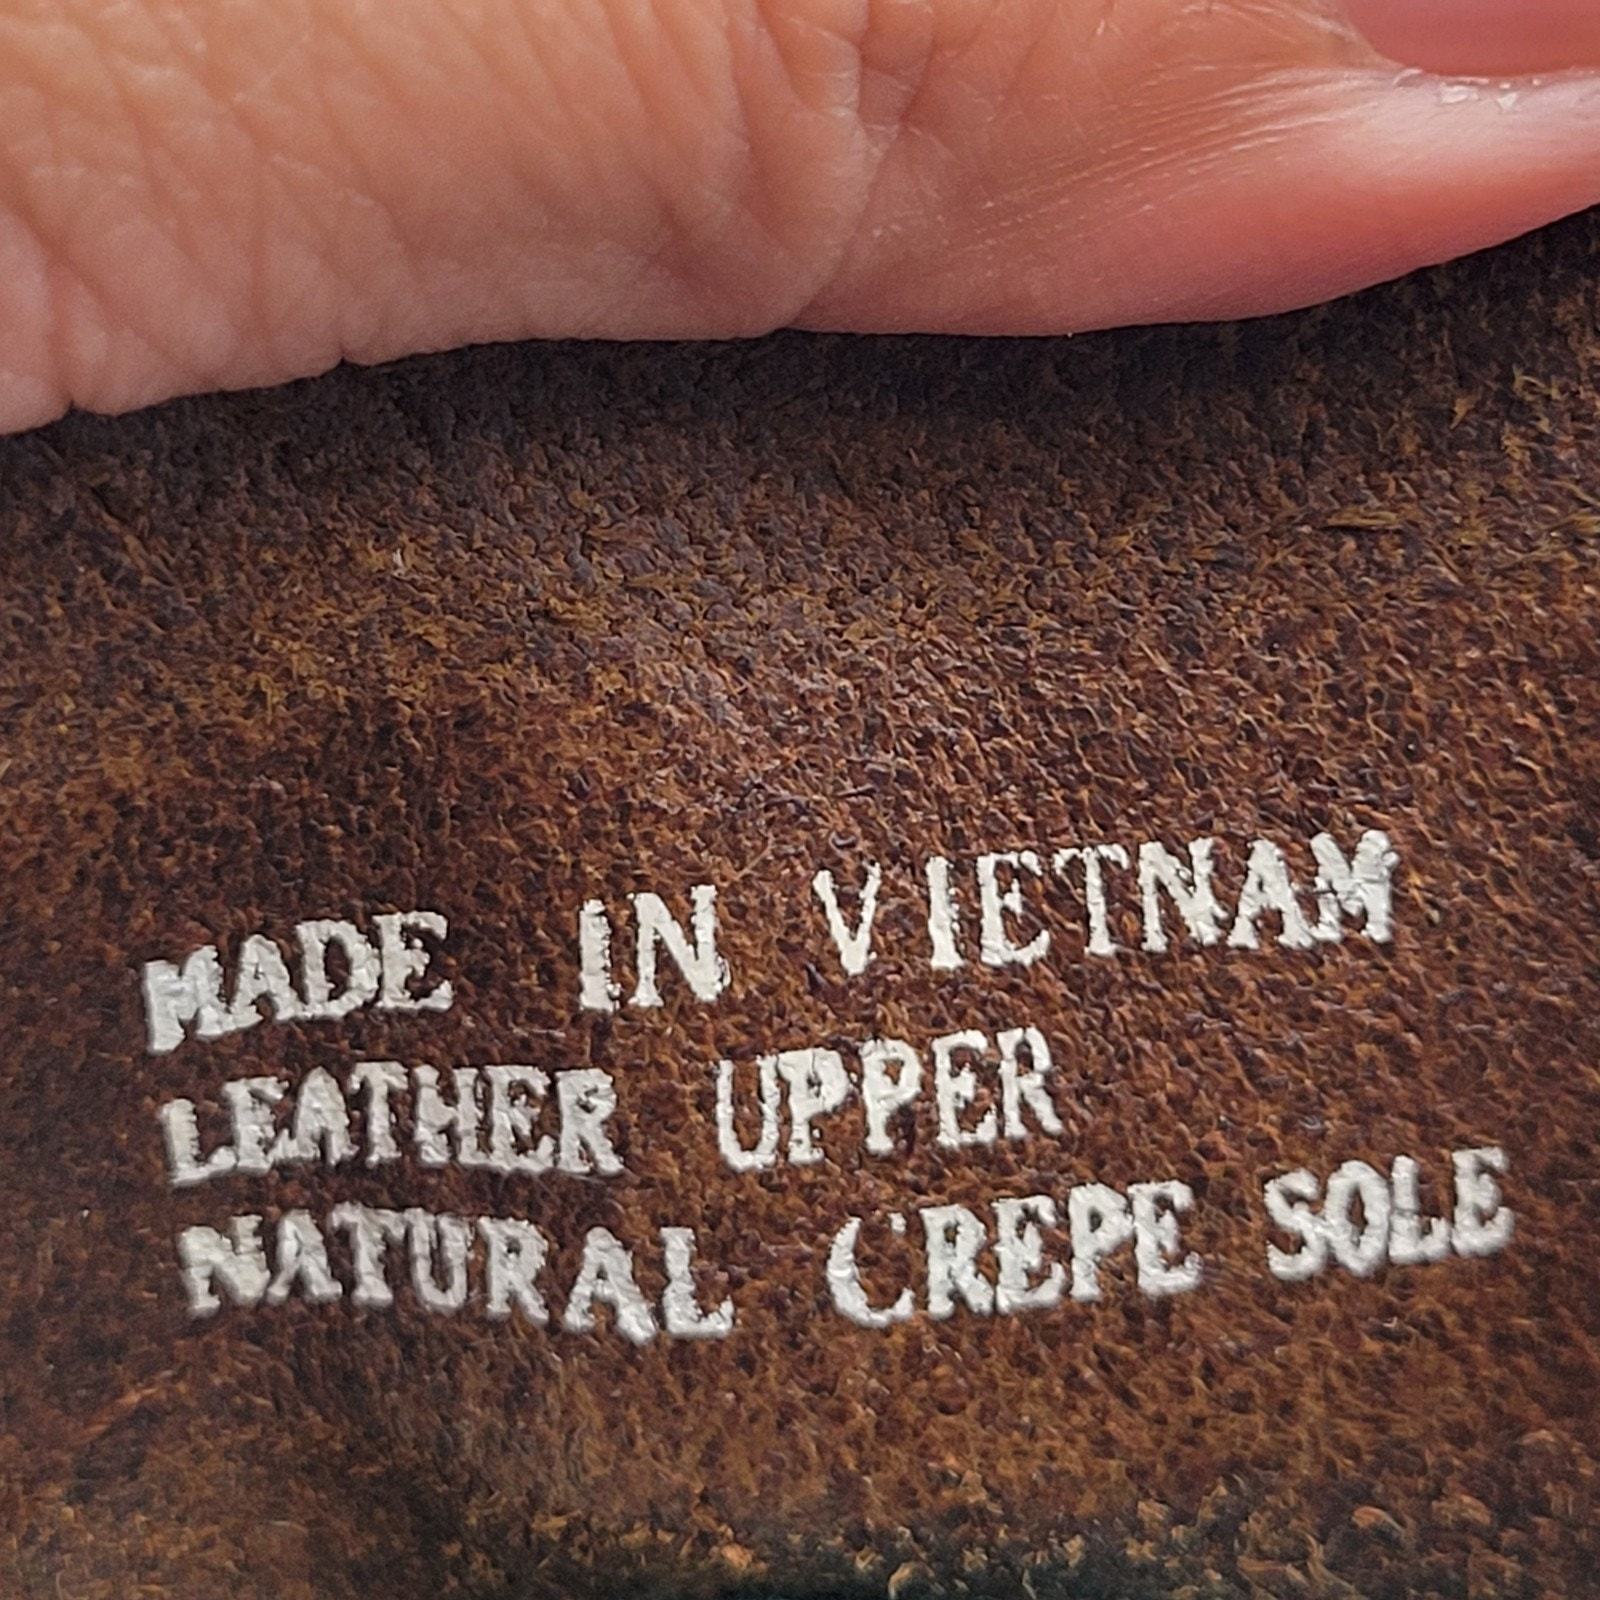 MADE IN VIETNAM
LEATHER UPPER
NATURAL CREPE SOLE